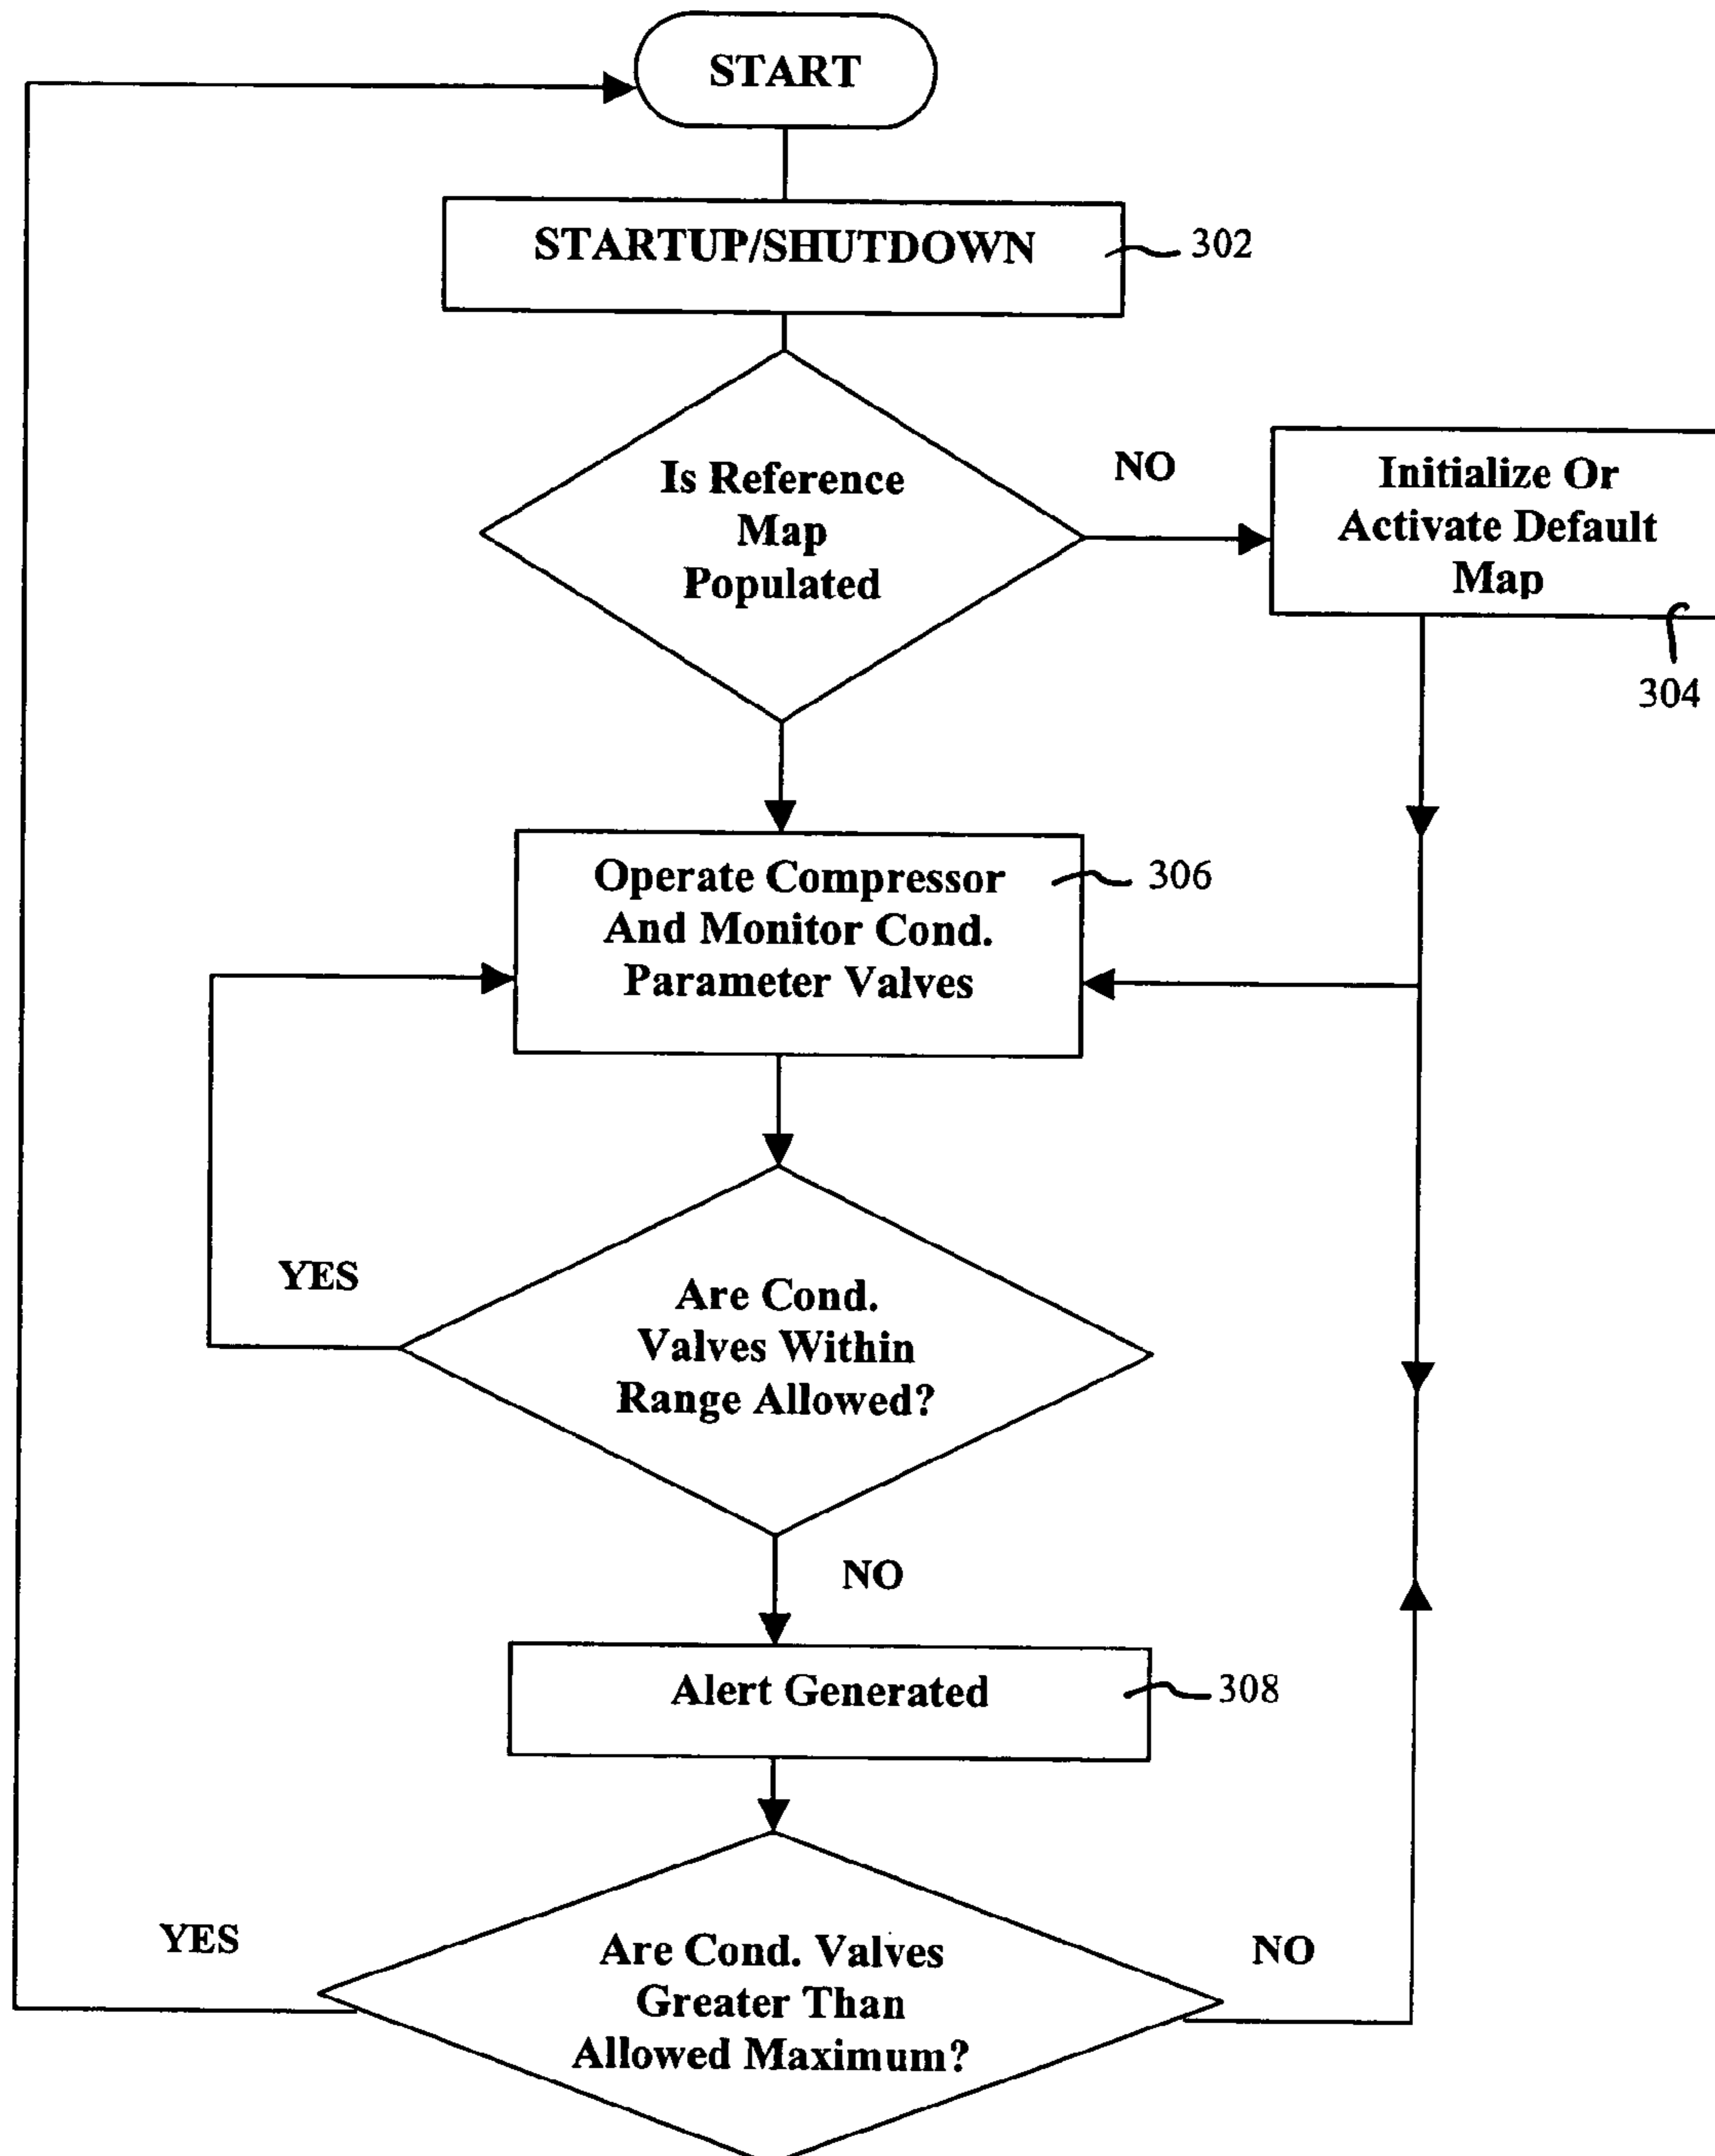 START
STARTUP/SHUTDOWN
302
Is Reference
Map
Populated
NO
Initialize Or
Activate Default
Map
304
Operate Compressor
And Monitor Cond.
Parameter Valves
306
YES
Are Cond.
Valves Within
Range Allowed?
NO
Alert Generated
308
YES
Are Cond. Valves
Greater Than
Allowed Maximum?
NO